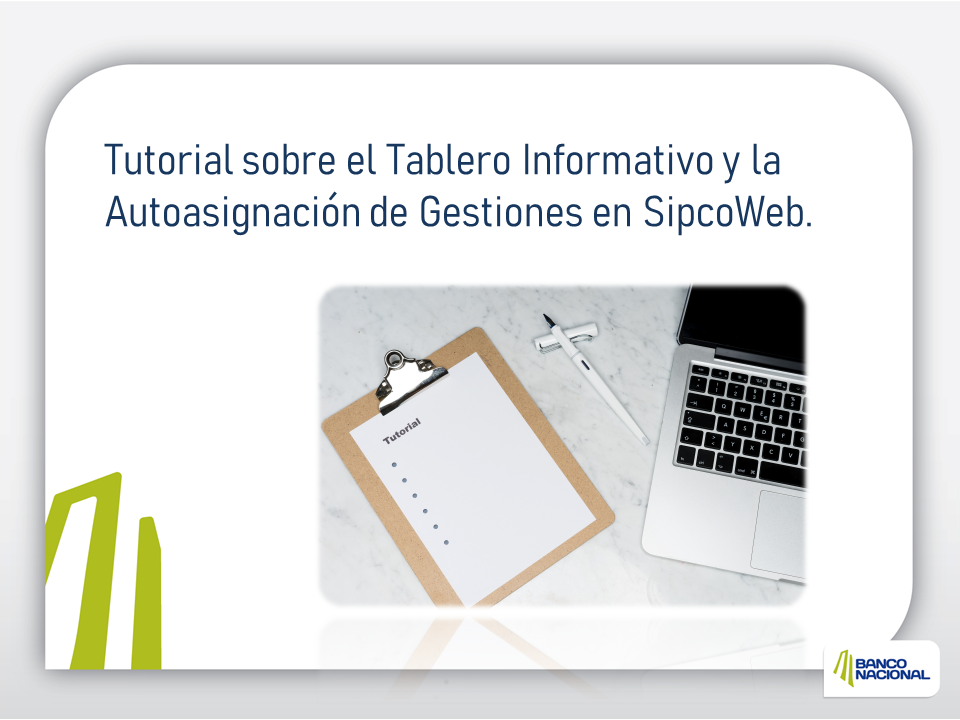 Tutorial sobre el Tablero Informativo y la
Autoasignación de Gestiones en SipcoWeb.
Tutorial
BANCO
NACIONAL